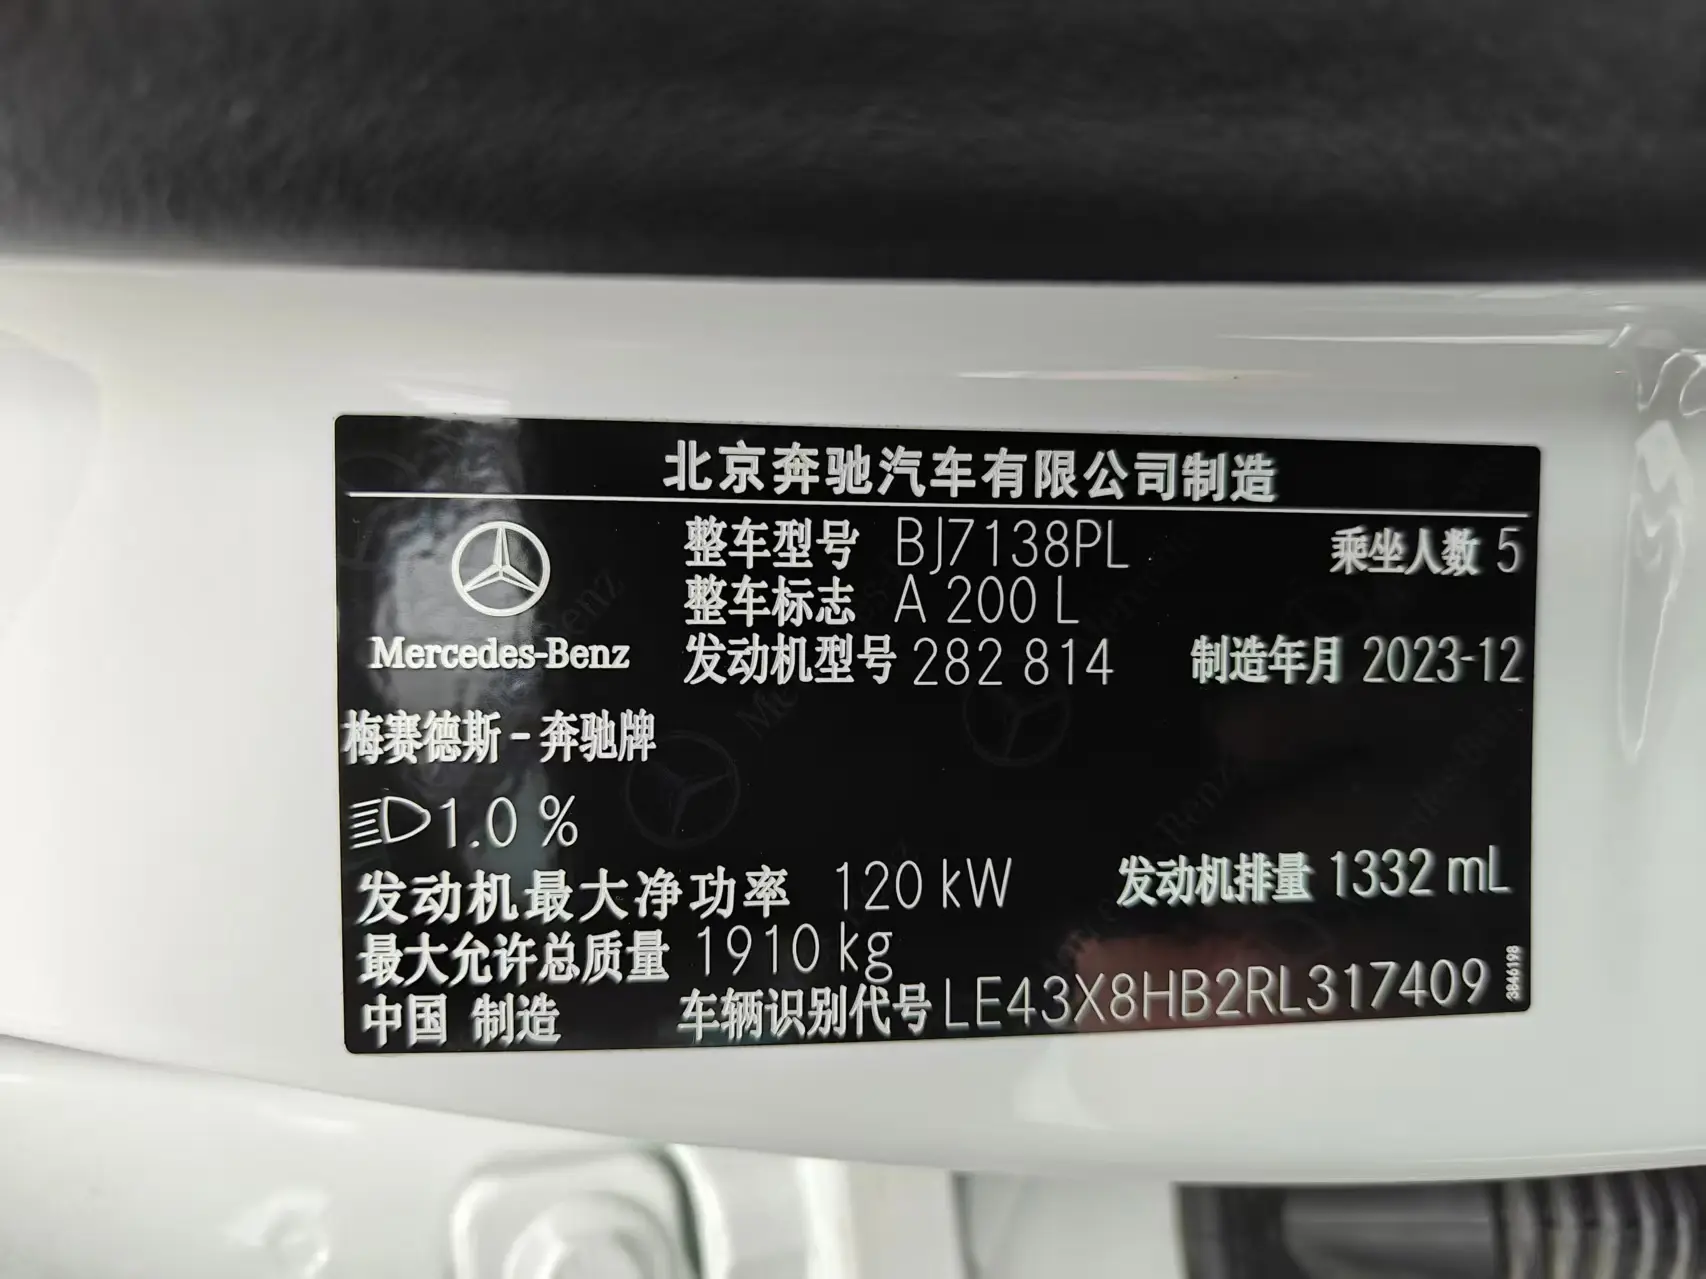 北京奔驰汽车有限公司制造
Mercedes-Benz
整车型号 BJ7138PL 乘坐人数 5
整车标志 A 200 L
发动机型号 282 814 制造年月 2023-12
梅赛德斯-奔驰牌
1.0 %
发动机最大净功率 120 kW 发动机排量 1332 mL
最大允许总质量 1910 kg
中国 制造 车辆识别代号 LE43X8HB2RL317409
3846198